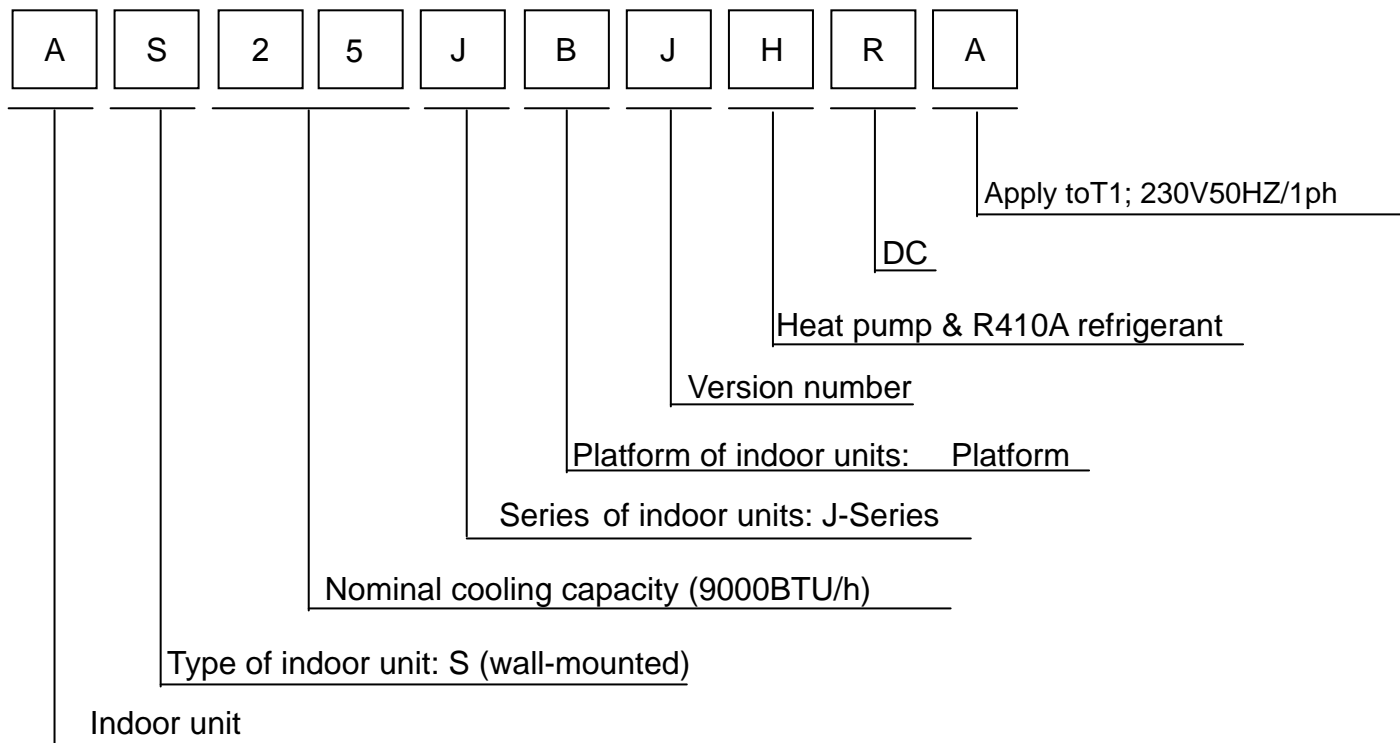 A S 2 5 J B J H R A
Apply toT1; 230V50HZ/1ph
DC
Heat pump & R410A refrigerant
Version number
Platform of indoor units: Platform
Series of indoor units: J-Series
Nominal cooling capacity (9000BTU/h)
Type of indoor unit: S (wall-mounted)
Indoor unit